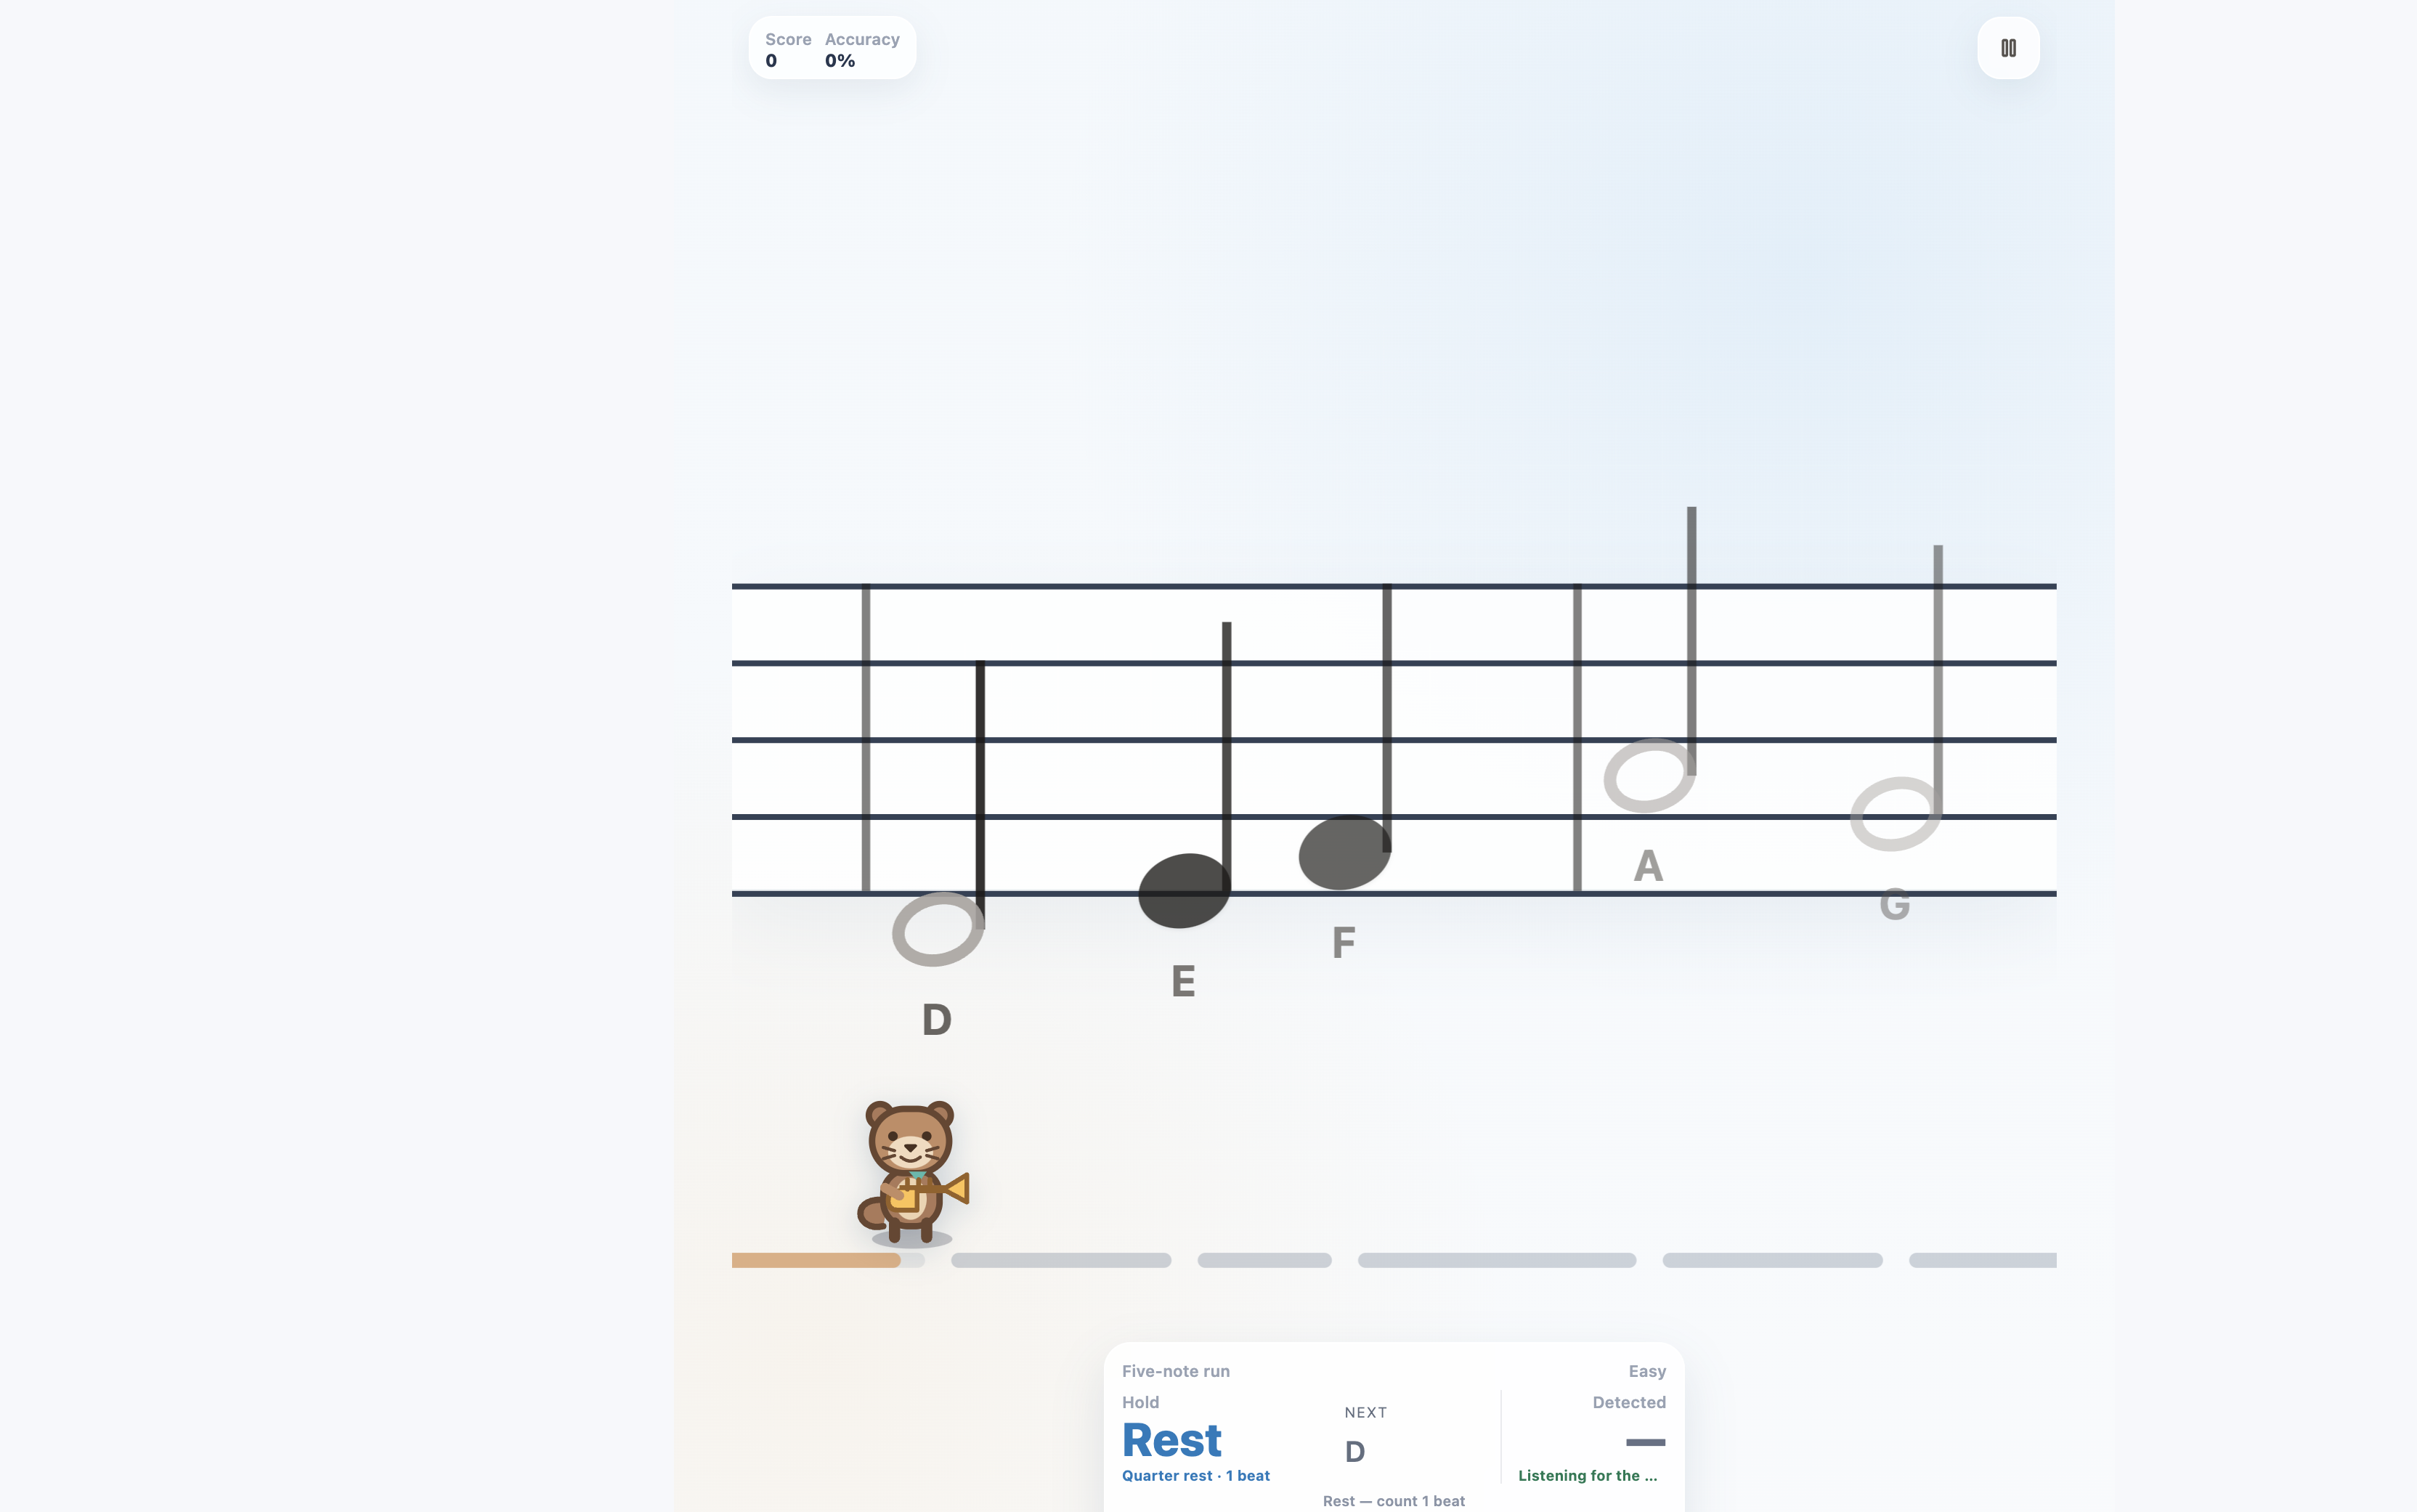 Score Accuracy
0 0%
A
G
F
E
D
Five-note run Easy
Hold NEXT Detected
Rest D —
Quarter rest · 1 beat Listening for the ...
Rest — count 1 beat